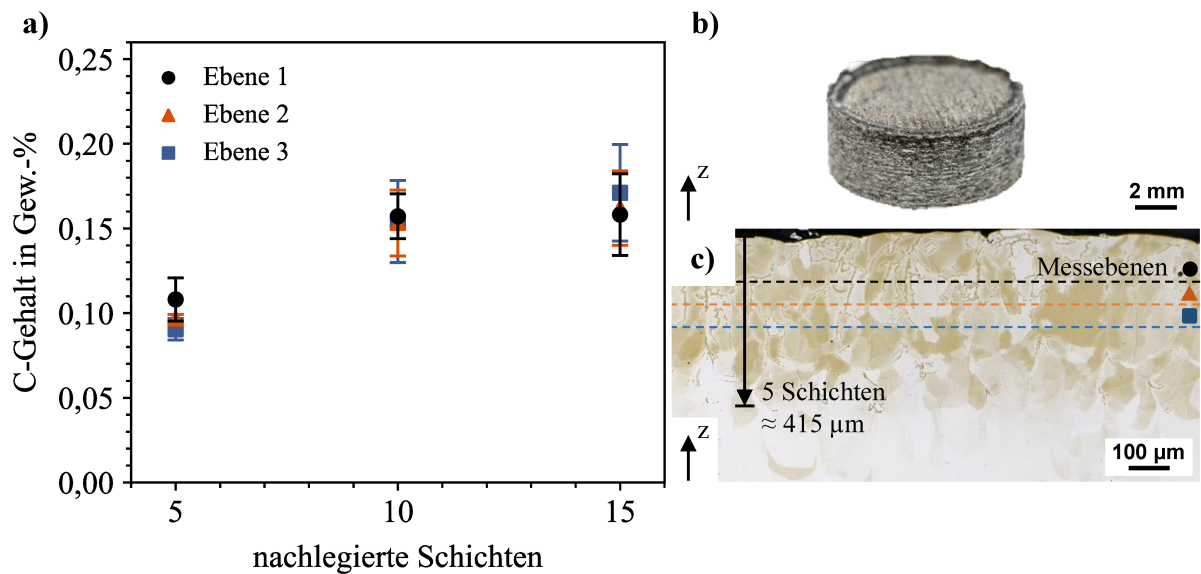 a)
0,25
0,20
0,15
0,10
0,05
0,00
C-Gehalt in Gew.-%
Ebene 1
Ebene 2
Ebene 3
5
10
15
nachlegierte Schichten
b)
z
2 mm
c)
Messebenen
5 Schichten
≈ 415 µm
z
100 µm